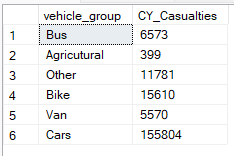 vehicle_group CY_Casualties
1 Bus 6573
2 Agricutural 399
3 Other 11781
4 Bike 15610
5 Van 5570
6 Cars 155804